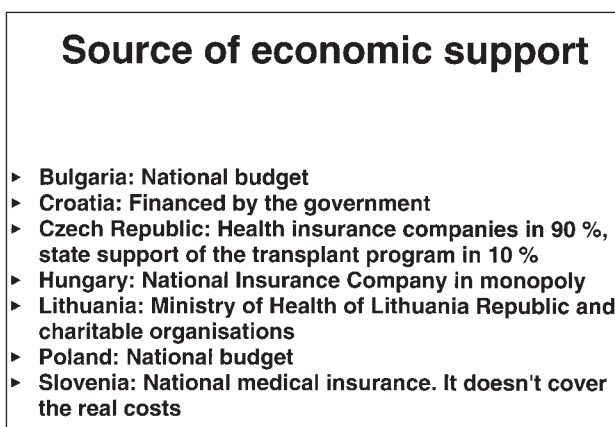 Source of economic support
► Bulgaria: National budget
► Croatia: Financed by the government
► Czech Republic: Health insurance companies in 90 %,
state support of the transplant program in 10 %
► Hungary: National Insurance Company in monopoly
► Lithuania: Ministry of Health of Lithuania Republic and
charitable organisations
► Poland: National budget
► Slovenia: National medical insurance. It doesn't cover
the real costs